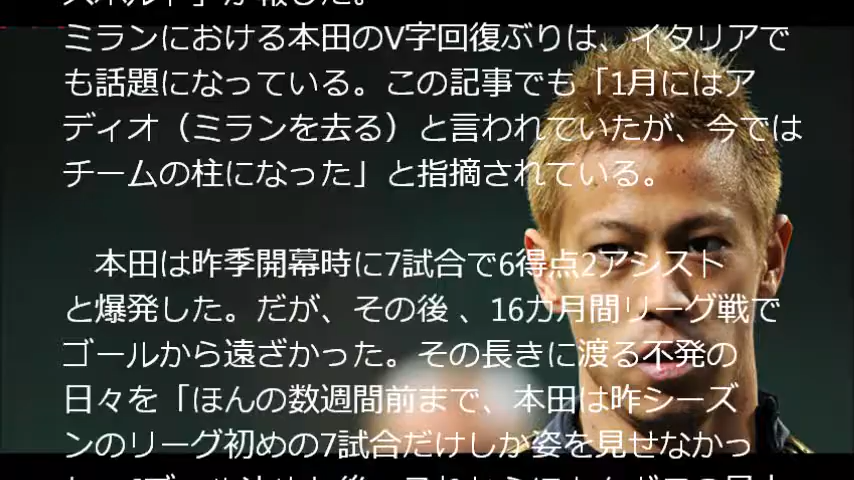 ミランにおける本田のV字回復ぶりは、イタリアで
も話題になっている。この記事でも「1月にはア
ディオ（ミランを去る）と言われていたが、今では
チームの柱になった」と指摘されている。
本田は昨季開幕時に7試合で6得点2アシスト
と爆発した。だが、その後、16カ月間リーグ戦で
ゴールから遠ざかった。その長きに渡る不発の
日々を「ほんの数週間前まで、本田は昨シーズ
ンのリーグ初めの7試合だけしか姿を見せなかっ